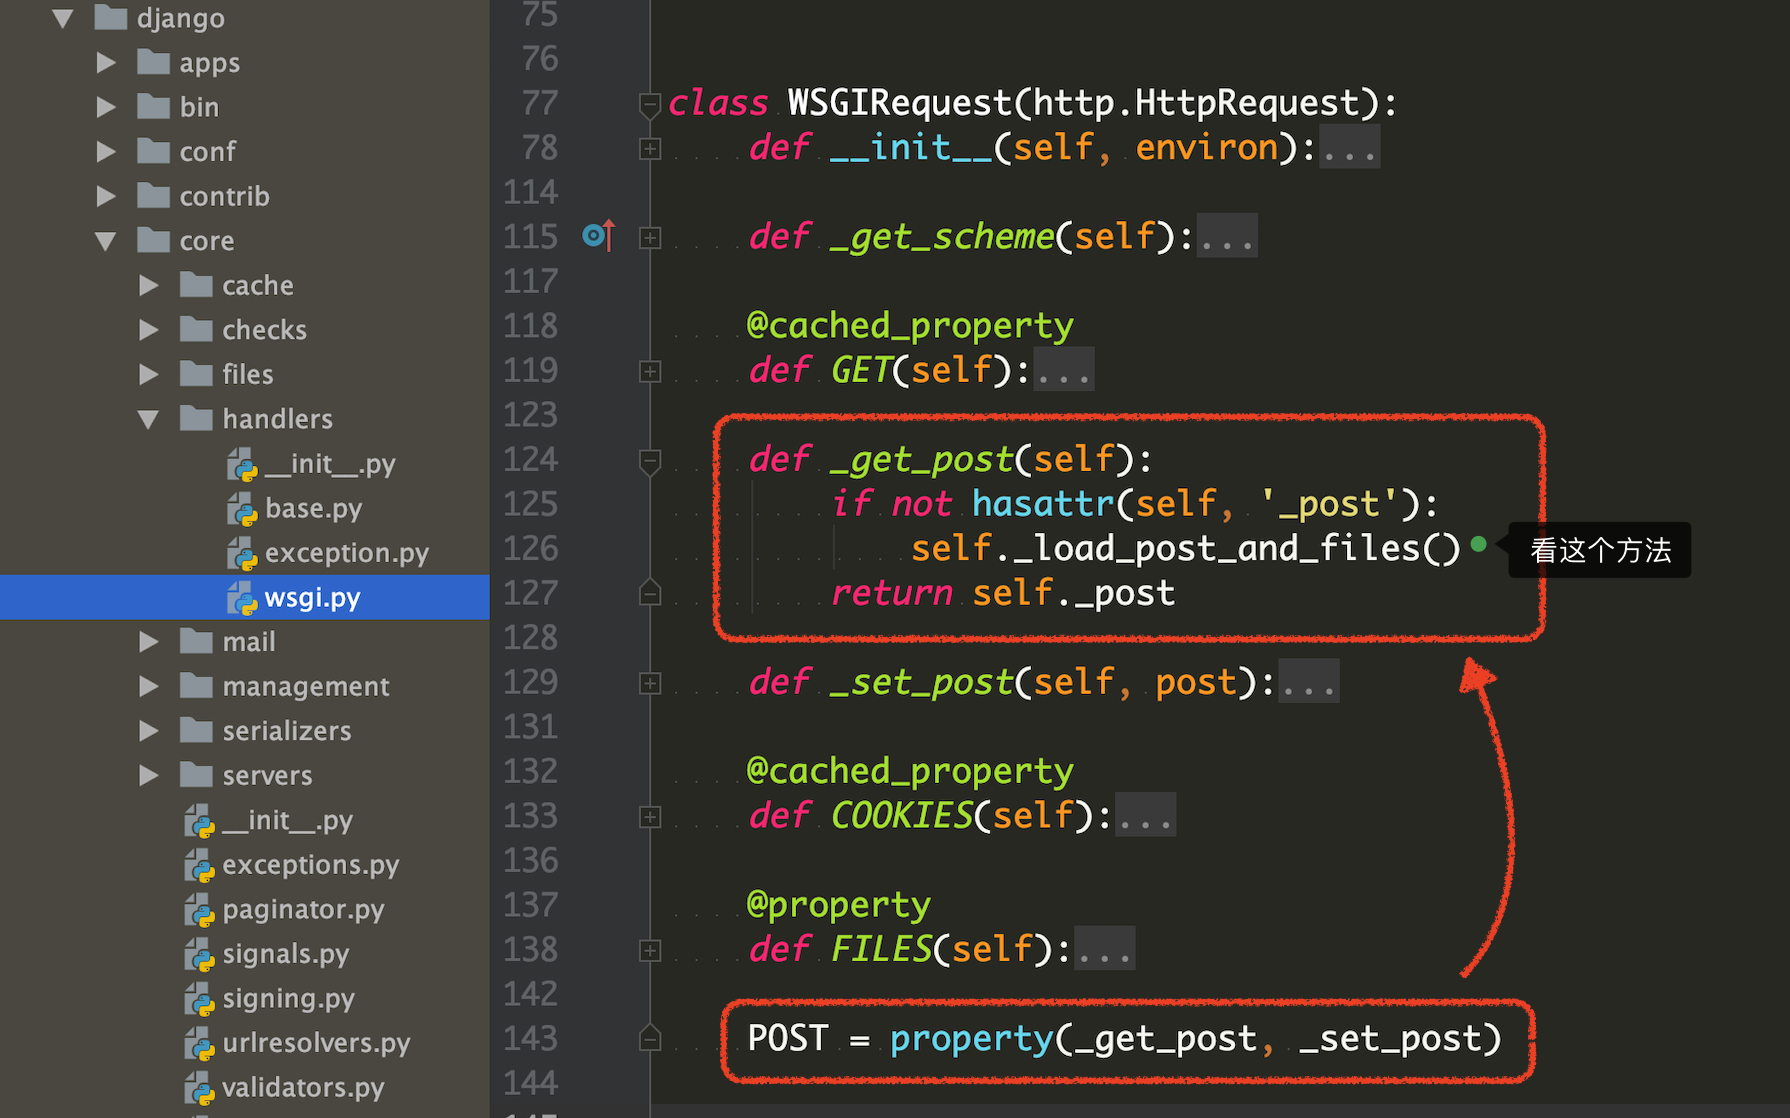 django
apps
bin
conf
contrib
core
cache
checks
files
handlers
__init__.py
base.py
exception.py
wsgi.py
mail
management
serializers
servers
__init__.py
exceptions.py
paginator.py
signals.py
signing.py
urlresolvers.py
validators.py
75
76
77 class WSGIRequest(http.HttpRequest):
78 def __init__(self, environ):...
114
115 def _get_scheme(self):...
117
118 @cached_property
119 def GET(self):...
123
124 def _get_post(self):
125 if not hasattr(self, '_post'):
126 self._load_post_and_files() 看这个方法
127 return self._post
128
129 def _set_post(self, post):...
131
132 @cached_property
133 def COOKIES(self):...
136
137 @property
138 def FILES(self):...
142
143 POST = property(_get_post, _set_post)
144